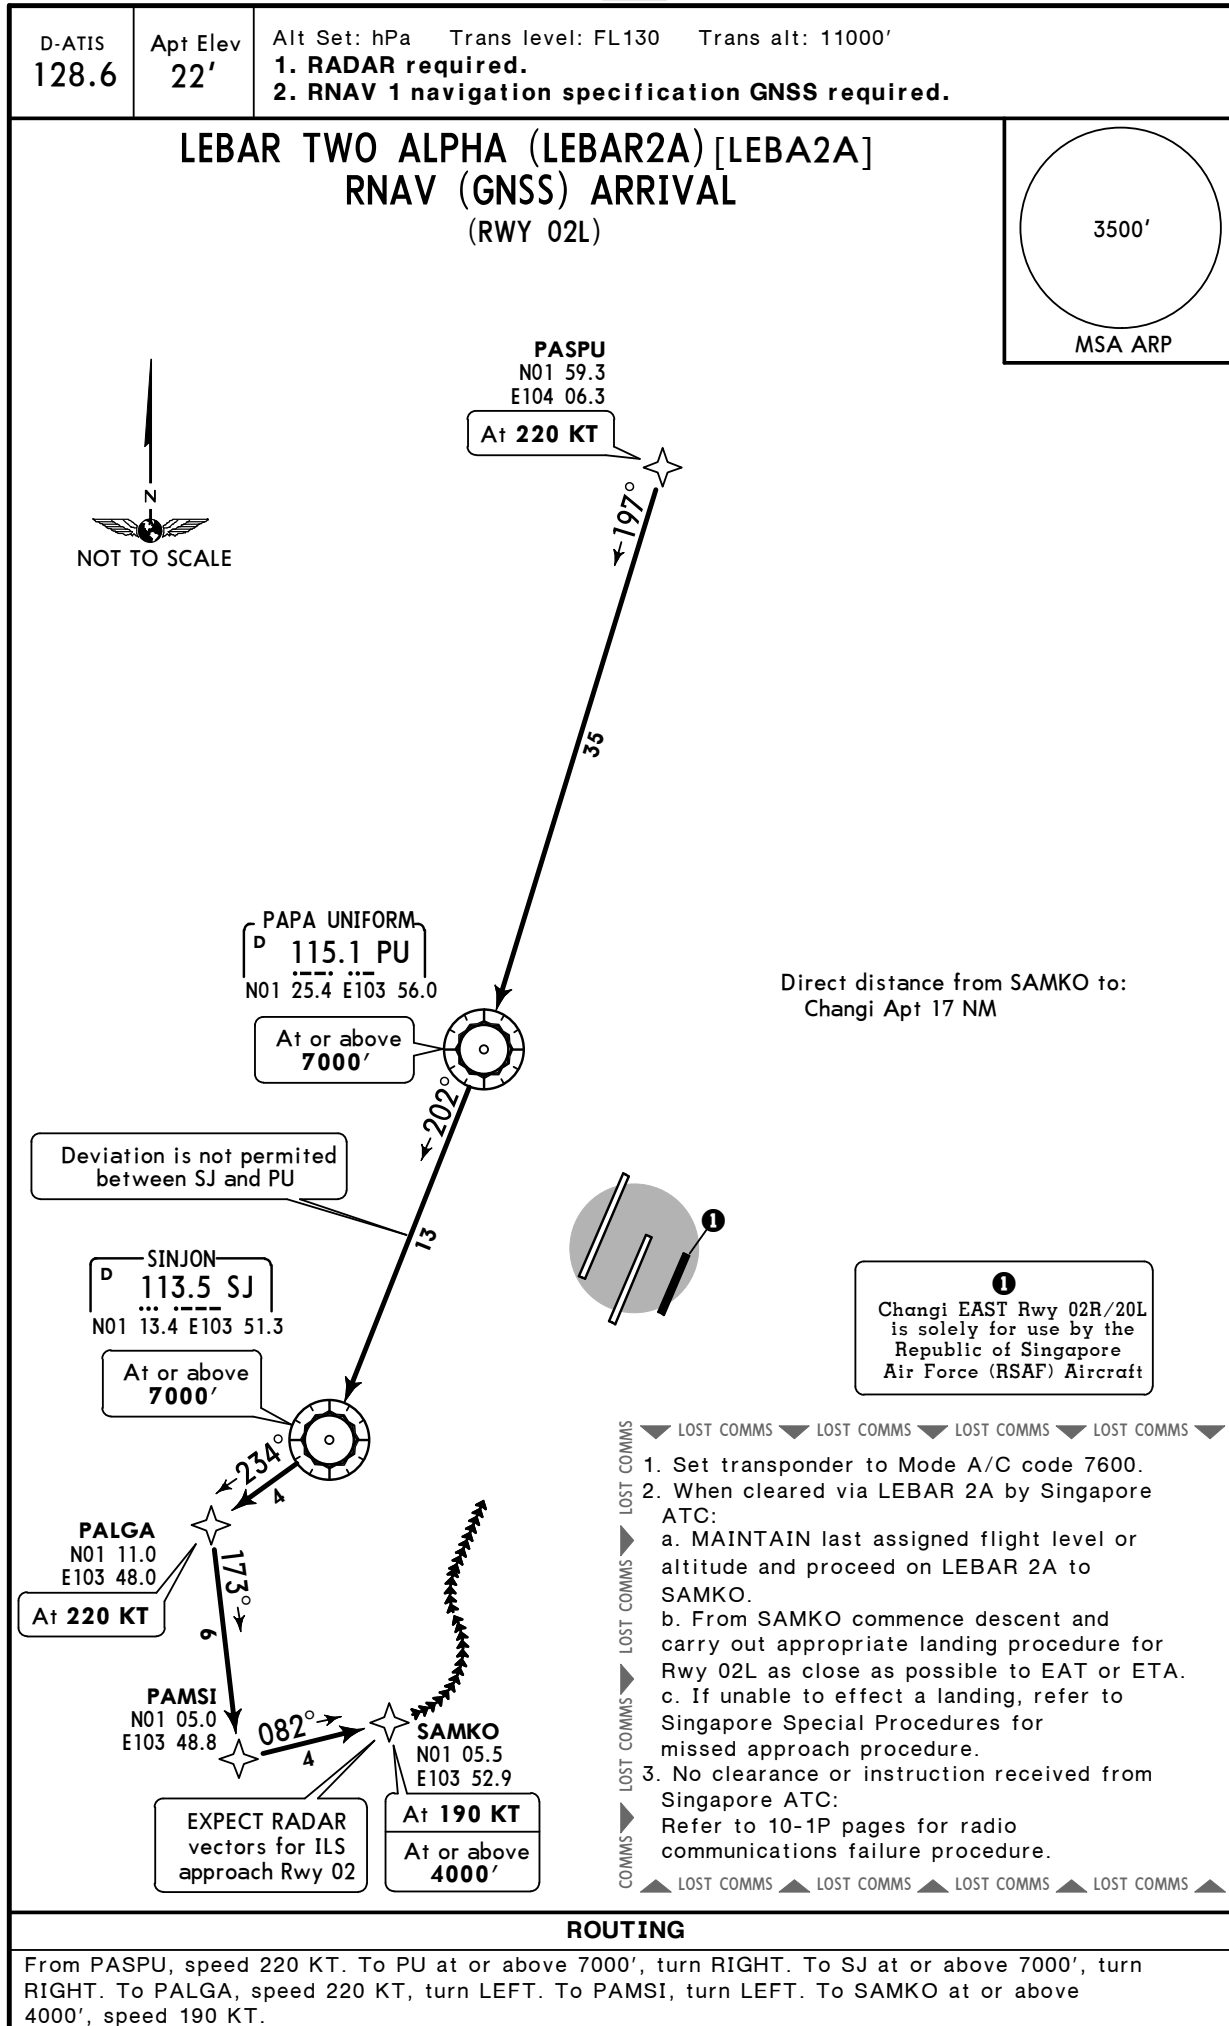 D-ATIS
128.6
Apt Elev
22'
Alt Set: hPa Trans level: FL130 Trans alt: 11000'
1. RADAR required.
2. RNAV 1 navigation specification GNSS required.
LEBAR TWO ALPHA (LEBAR2A) [LEBA2A]
RNAV (GNSS) ARRIVAL
(RWY 02L)
3500'
MSA ARP
PASPU
N01 59.3
E104 06.3
At 220 KT
N
NOT TO SCALE
197°
35
PAPA UNIFORM
D 115.1 PU
N01 25.4 E103 56.0
At or above
7000'
Direct distance from SAMKO to:
Changi Apt 17 NM
202°
Deviation is not permitted
between SJ and PU
13
1
SINJON
D 113.5 SJ
N01 13.4 E103 51.3
At or above
7000'
1
Changi EAST Rwy 02R/20L
is solely for use by the
Republic of Singapore
Air Force (RSAF) Aircraft
234°
4
PALGA
N01 11.0
E103 48.0
At 220 KT
173°
6
PAMSI
N01 05.0
E103 48.8
082°
4
SAMKO
N01 05.5
E103 52.9
At 190 KT
At or above
4000'
EXPECT RADAR
vectors for ILS
approach Rwy 02
LOST COMMS LOST COMMS LOST COMMS LOST COMMS
LOST COMMS LOST COMMS LOST COMMS COMMS
1. Set transponder to Mode A/C code 7600.
2. When cleared via LEBAR 2A by Singapore
ATC:
a. MAINTAIN last assigned flight level or
altitude and proceed on LEBAR 2A to
SAMKO.
b. From SAMKO commence descent and
carry out appropriate landing procedure for
Rwy 02L as close as possible to EAT or ETA.
c. If unable to effect a landing, refer to
Singapore Special Procedures for
missed approach procedure.
3. No clearance or instruction received from
Singapore ATC:
Refer to 10-1P pages for radio
communications failure procedure.
LOST COMMS LOST COMMS LOST COMMS LOST COMMS
ROUTING
From PASPU, speed 220 KT. To PU at or above 7000', turn RIGHT. To SJ at or above 7000', turn
RIGHT. To PALGA, speed 220 KT, turn LEFT. To PAMSI, turn LEFT. To SAMKO at or above
4000', speed 190 KT.